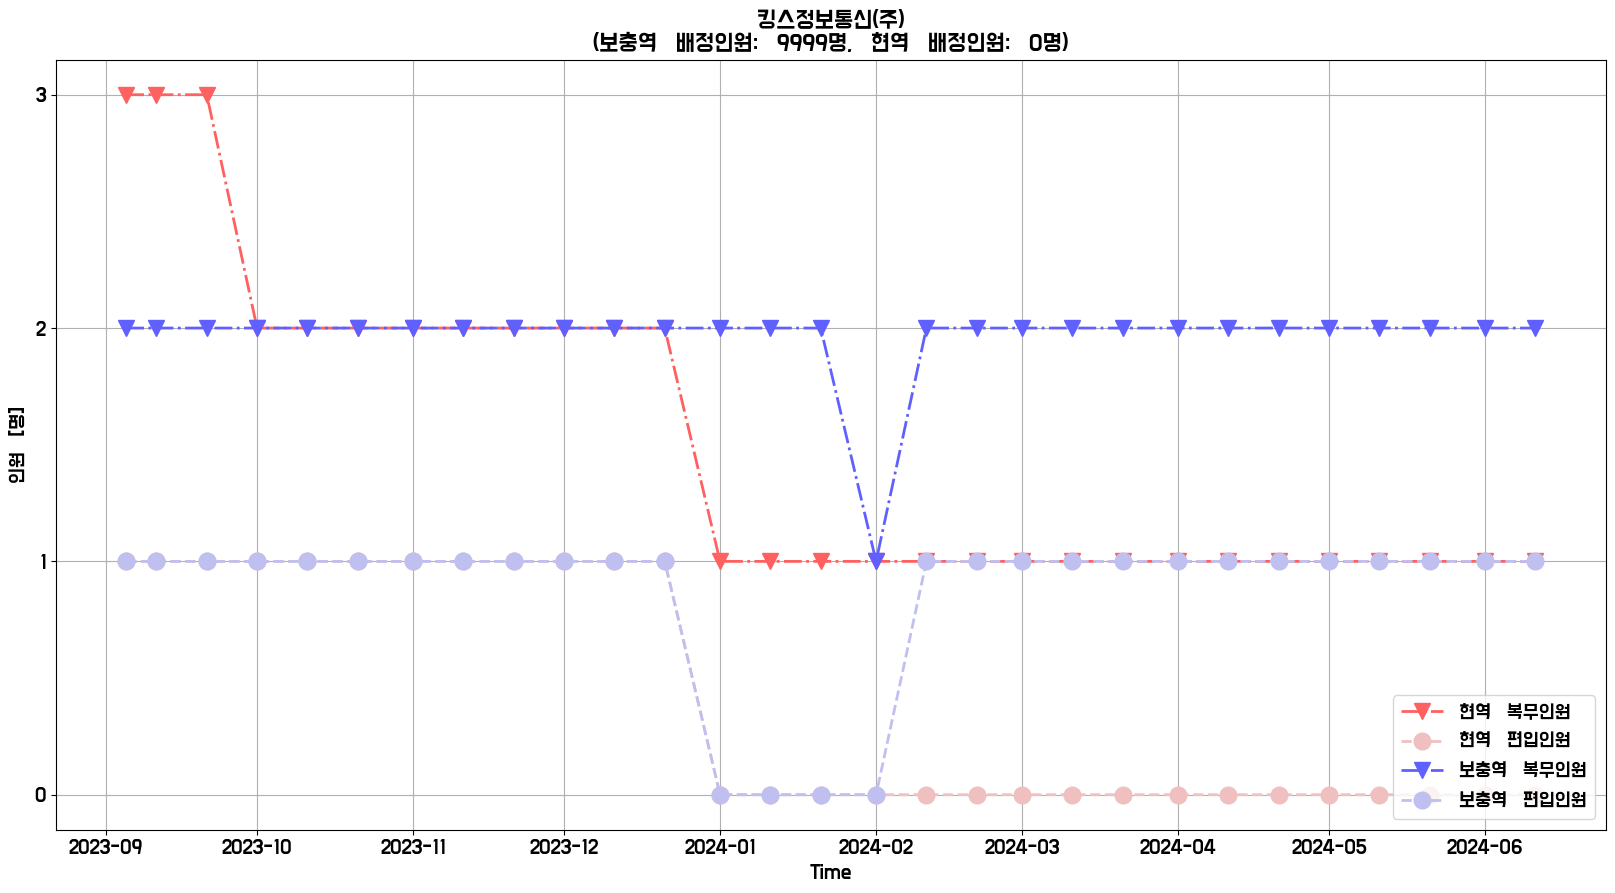 킹스정보통신(주)
(보충역 배정인원: 9999명, 현역 배정인원: 0명)
3
2
1
0
인원 [명]
2023-09 2023-10 2023-11 2023-12 2024-01 2024-02 2024-03 2024-04 2024-05 2024-06
Time
현역 복무인원
현역 편입인원
보충역 복무인원
보충역 편입인원